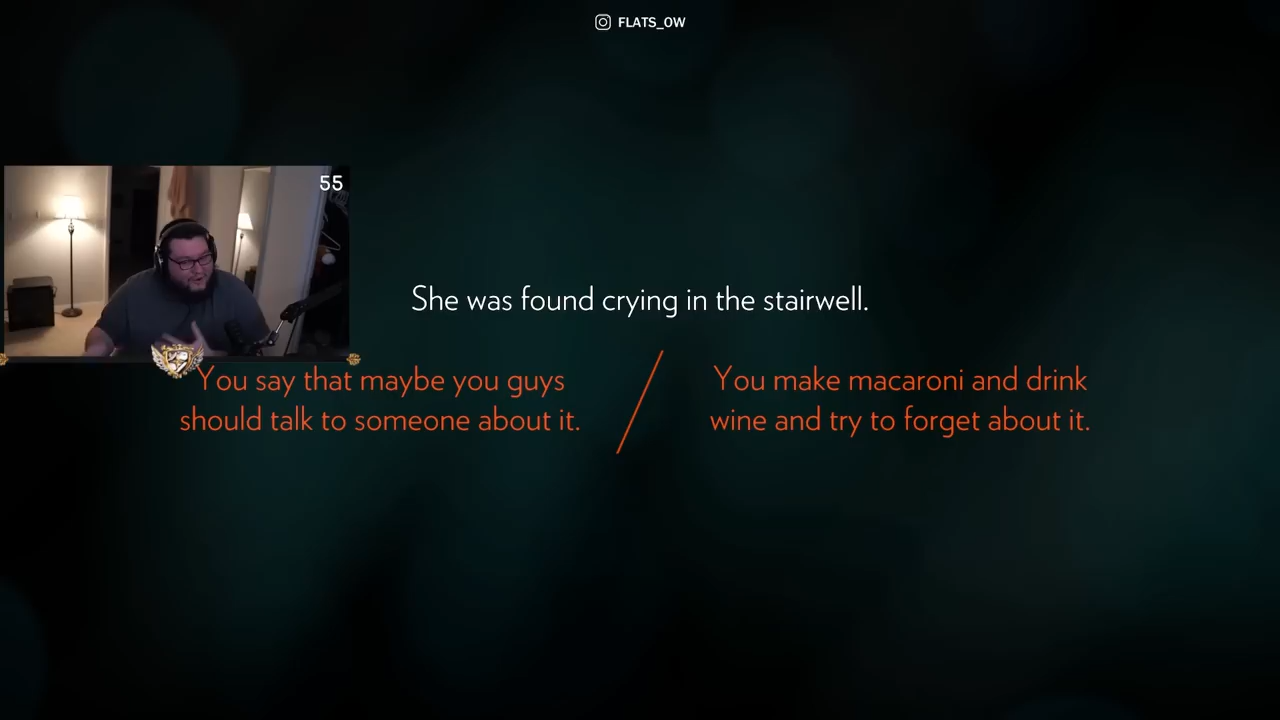 FLATS_OW
55
She was found crying in the stairwell.
You say that maybe you guys
should talk to someone about it.
You make macaroni and drink
wine and try to forget about it.